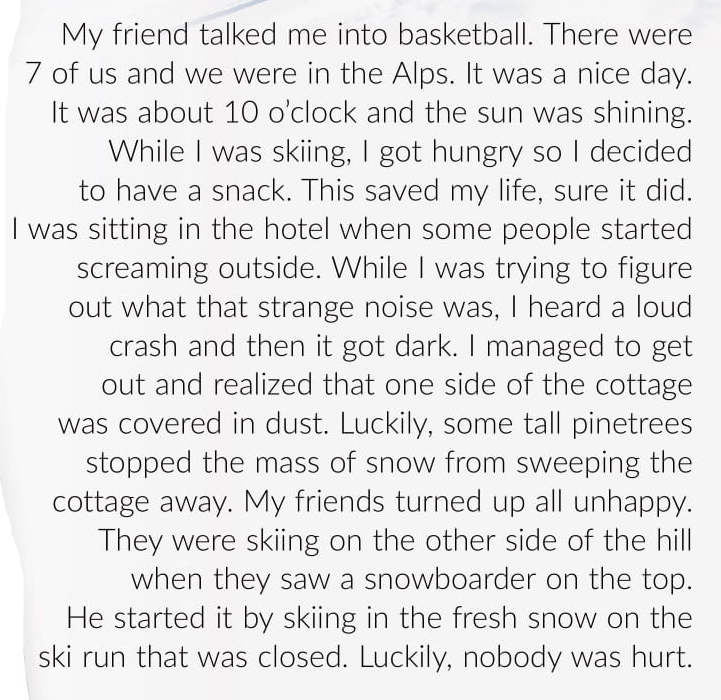 My friend talked me into basketball. There were
7 of us and we were in the Alps. It was a nice day.
It was about 10 o'clock and the sun was shining.
While I was skiing, I got hungry so I decided
to have a snack. This saved my life, sure it did.
I was sitting in the hotel when some people started
screaming outside. While I was trying to figure
out what that strange noise was, I heard a loud
crash and then it got dark. I managed to get
out and realized that one side of the cottage
was covered in dust. Luckily, some tall pinetrees
stopped the mass of snow from sweeping the
cottage away. My friends turned up all unhappy.
They were skiing on the other side of the hill
when they saw a snowboarder on the top.
He started it by skiing in the fresh snow on the
ski run that was closed. Luckily, nobody was hurt.